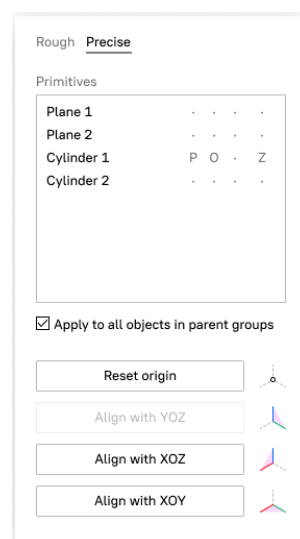 Rough Precise
Primitives
Plane 1 · · · ·
Plane 2 · · · ·
Cylinder 1 P O · Z
Cylinder 2 · · · ·
Apply to all objects in parent groups
Reset origin
Align with YOZ
Align with XOZ
Align with XOY